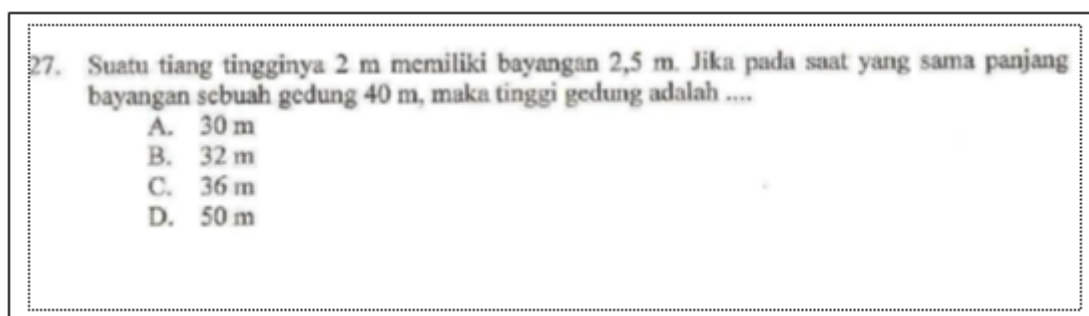 27. Suatu tiang tingginya 2 m memiliki bayangan 2,5 m. Jika pada saat yang sama panjang
bayangan sebuah gedung 40 m, maka tinggi gedung adalah ....
A. 30 m
B. 32 m
C. 36 m
D. 50 m